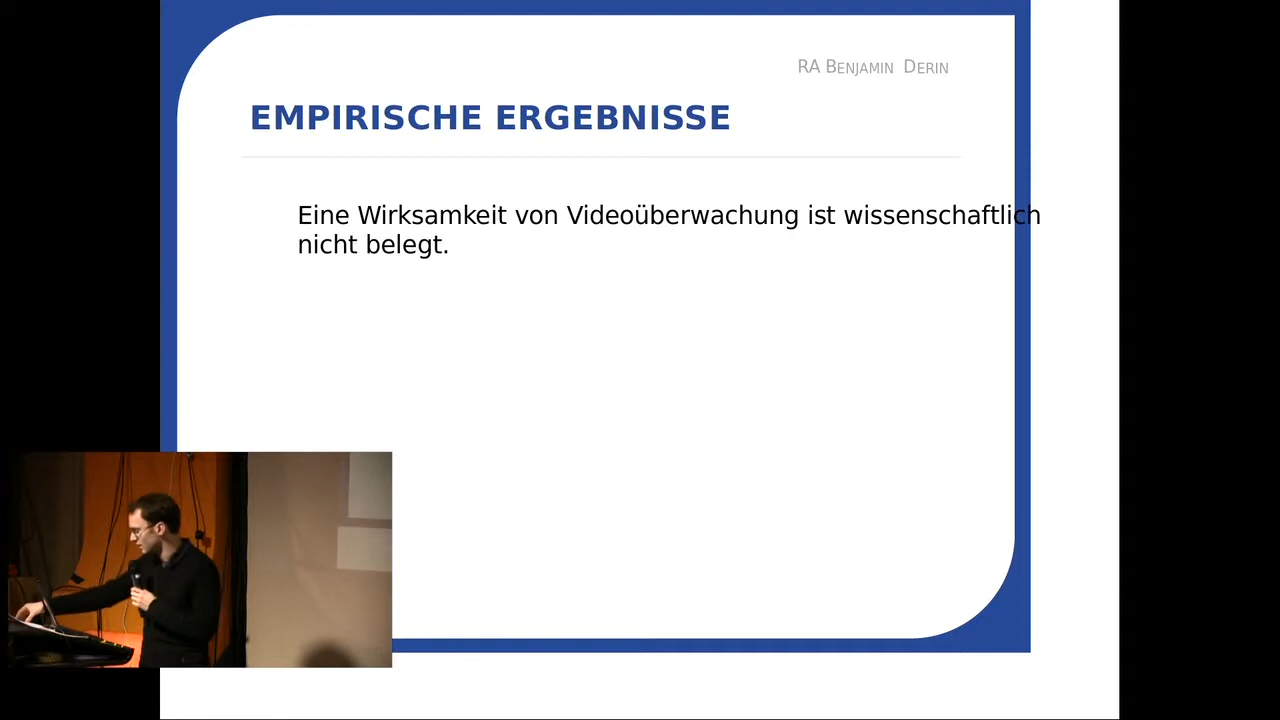 RA BENJAMIN DERIN
EMPIRISCHE ERGEBNISSE
Eine Wirksamkeit von Videoüberwachung ist wissenschaftlich
nicht belegt.